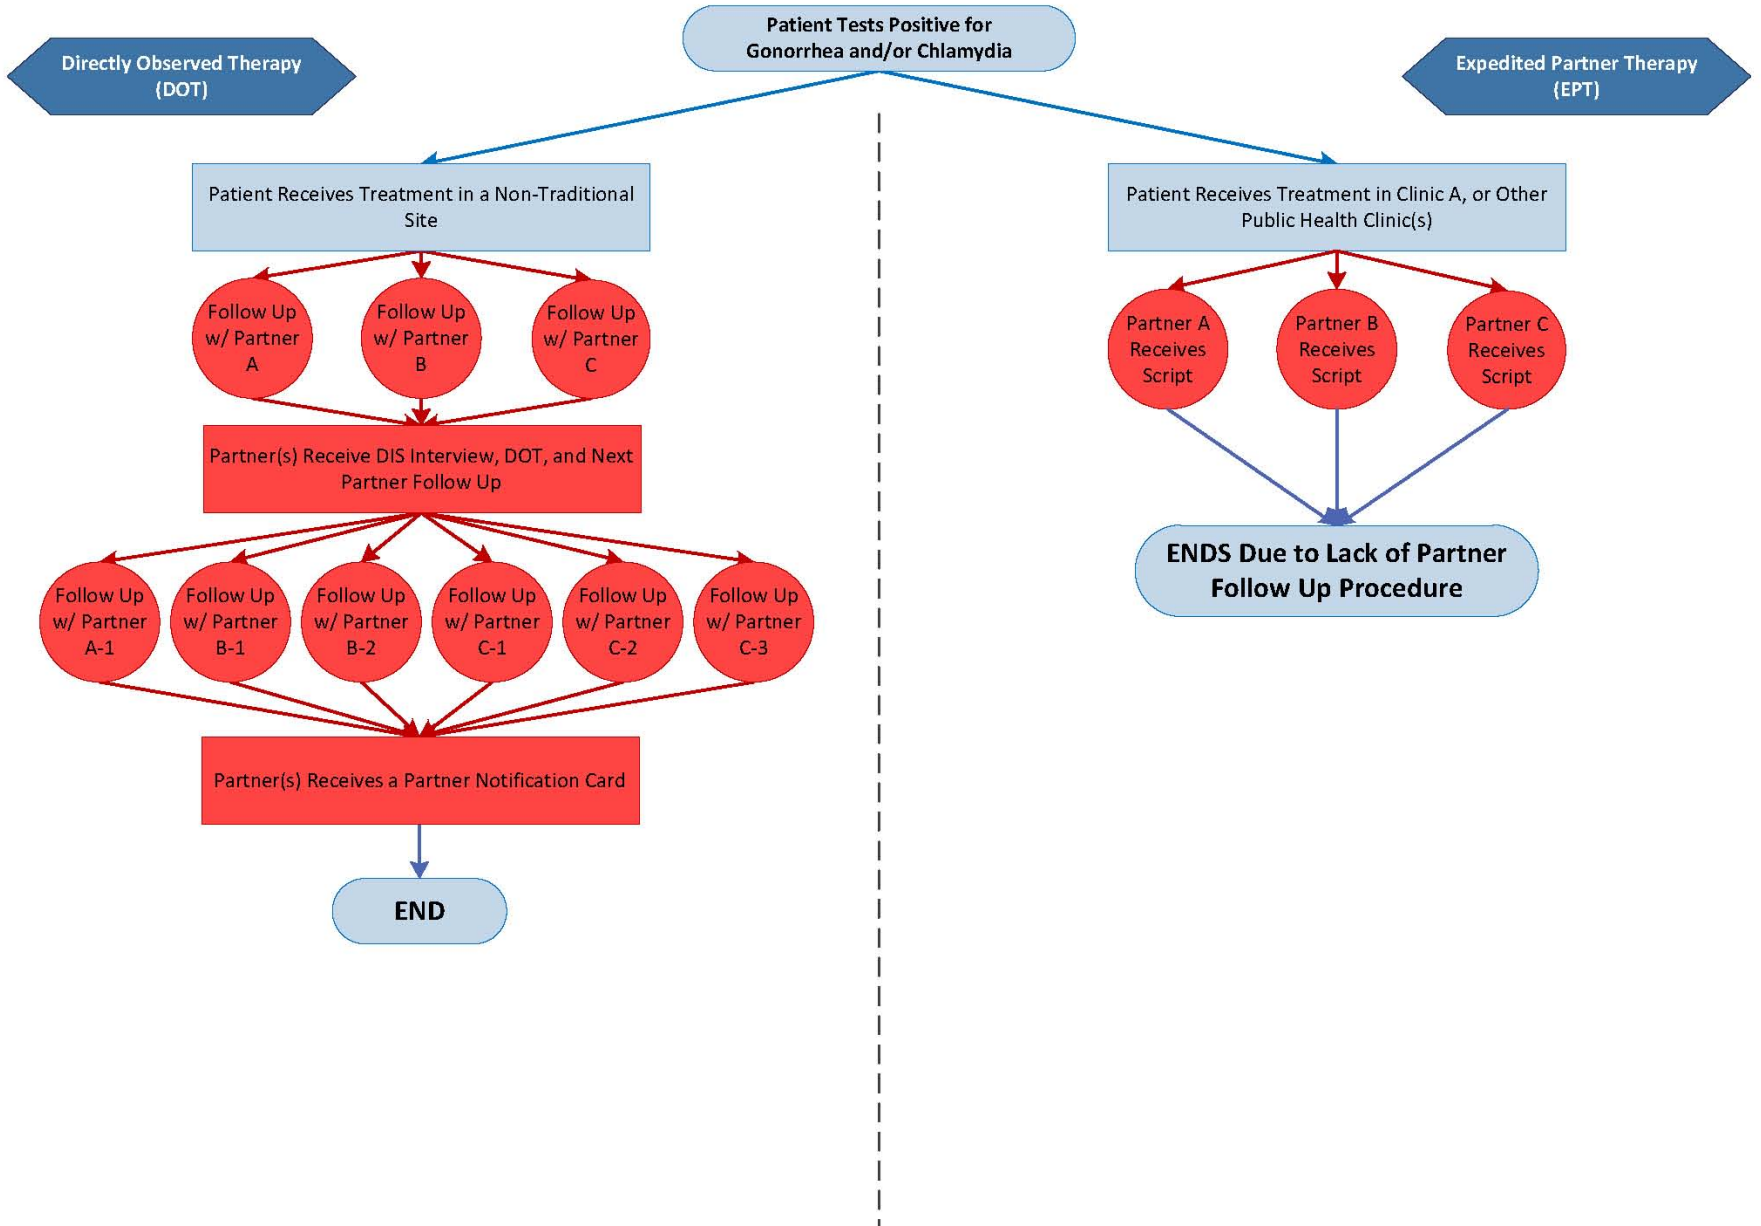 Patient Tests Positive for
Gonorrhea and/or Chlamydia
Directly Observed Therapy
(DOT)
Expedited Partner Therapy
(EPT)
Patient Receives Treatment in a Non-Traditional
Site
Patient Receives Treatment in Clinic A, or Other
Public Health Clinic(s)
Follow Up
w/ Partner
A
Follow Up
w/ Partner
B
Follow Up
w/ Partner
C
Partner A
Receives
Script
Partner B
Receives
Script
Partner C
Receives
Script
Partner(s) Receive DIS Interview, DOT, and Next
Partner Follow Up
ENDS Due to Lack of Partner
Follow Up Procedure
Follow Up
w/ Partner
A-1
Follow Up
w/ Partner
B-1
Follow Up
w/ Partner
B-2
Follow Up
w/ Partner
C-1
Follow Up
w/ Partner
C-2
Follow Up
w/ Partner
C-3
Partner(s) Receives a Partner Notification Card
END